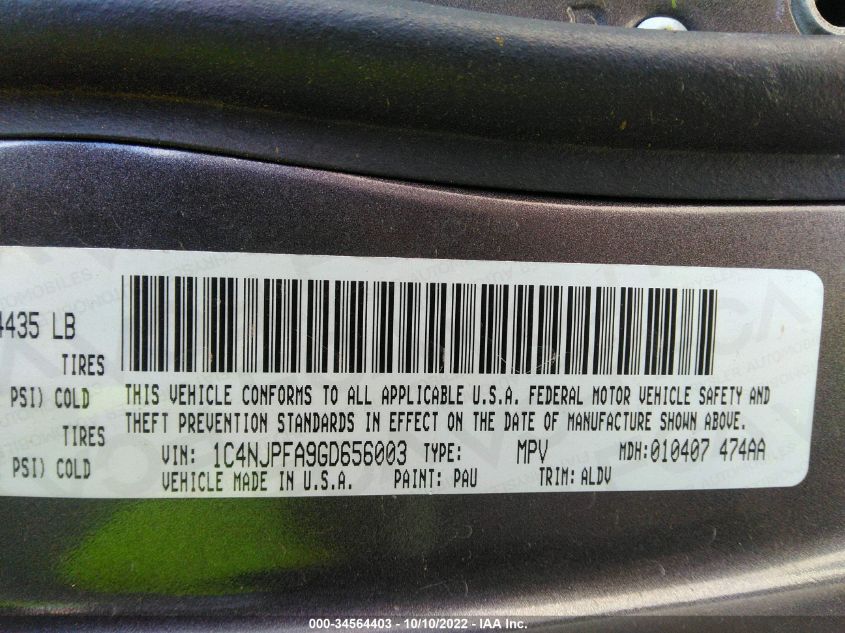 4435 LB
TIRES
PSI) COLD
TIRES
PSI) COLD
THIS VEHICLE CONFORMS TO ALL APPLICABLE U.S.A. FEDERAL MOTOR VEHICLE SAFETY AND
THEFT PREVENTION STANDARDS IN EFFECT ON THE DATE OF MANUFACTURE SHOWN ABOVE.
VIN: 1C4NJPFA9GD656003 TYPE: MPV MDH:010407 474AA
VEHICLE MADE IN U.S.A. PAINT: PAU TRIM: ALDV
000-34564403 - 10/10/2022 - IAA Inc.